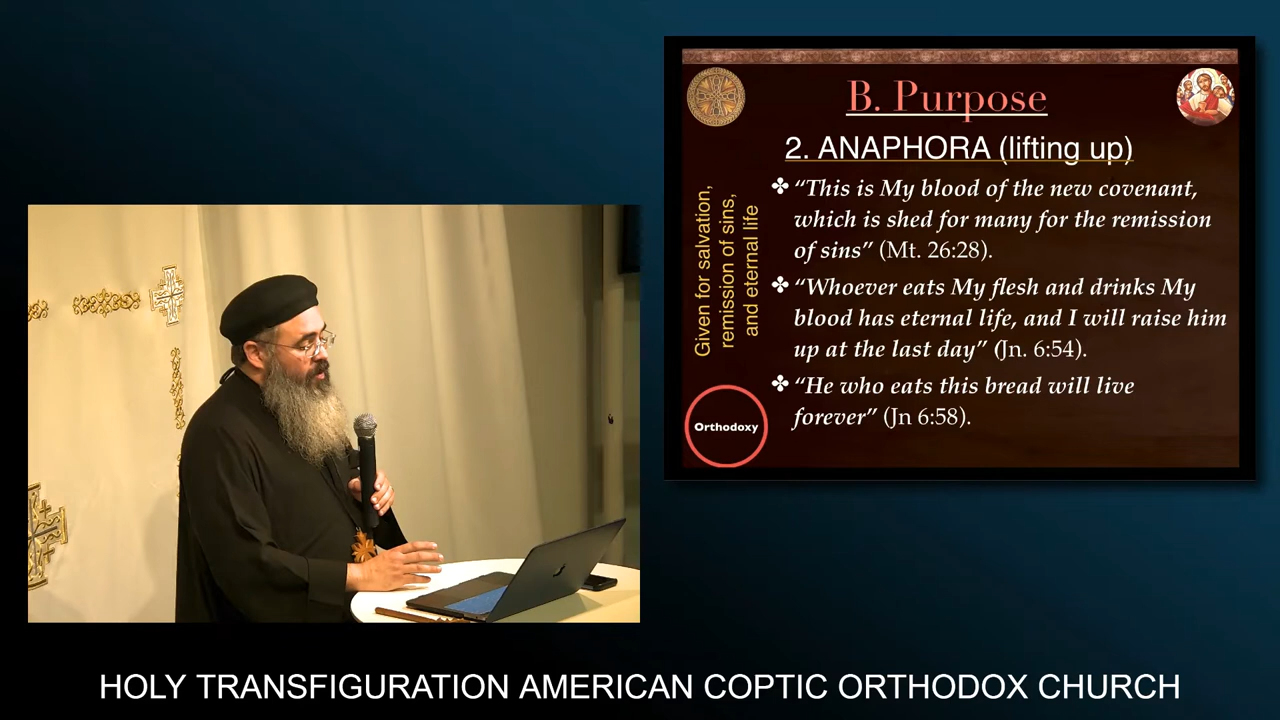 B. Purpose
2. ANAPHORA (lifting up)
“This is My blood of the new covenant,
which is shed for many for the remission
of sins” (Mt. 26:28).
“Whoever eats My flesh and drinks My
blood has eternal life, and I will raise him
up at the last day” (Jn. 6:54).
“He who eats this bread will live
forever” (Jn 6:58).
Given for salvation,
remission of sins,
and eternal life
Orthodoxy
HOLY TRANSFIGURATION AMERICAN COPTIC ORTHODOX CHURCH